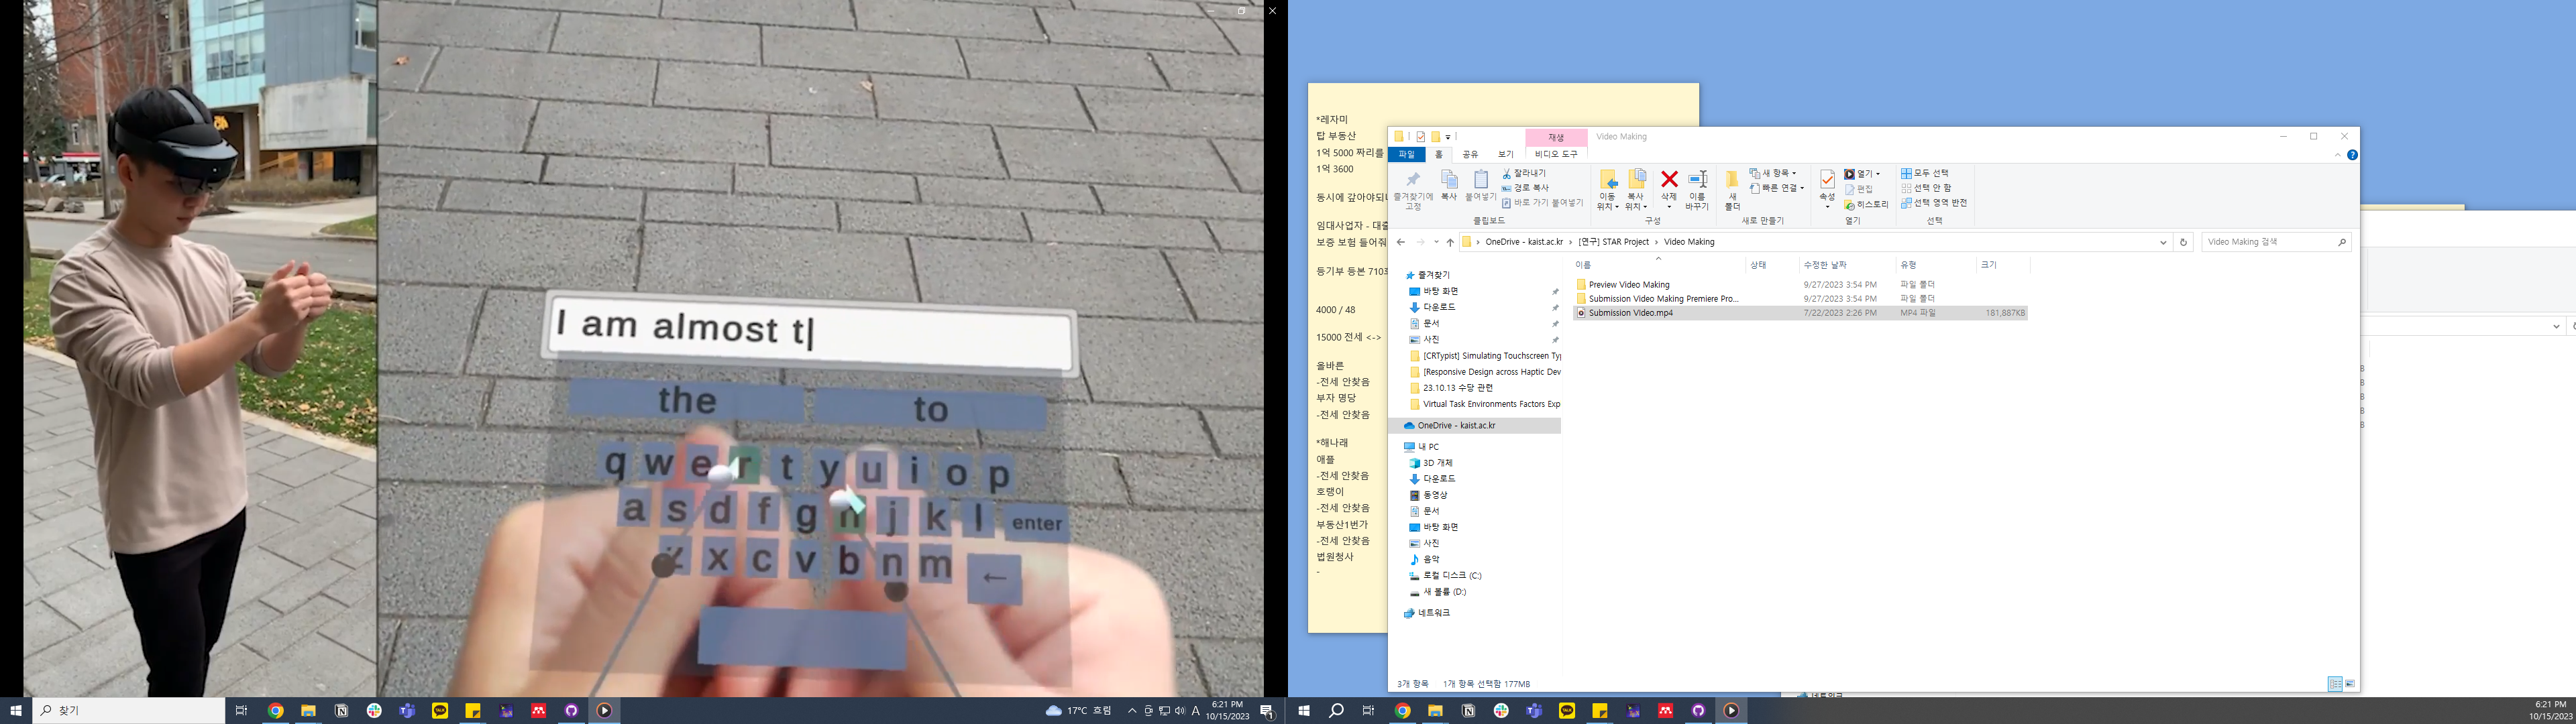 I am almost t
the to
q w e r t y u i o p
a s d f g h j k l enter
z x c v b n m ←
찾기
17°C 흐림
A
6:21 PM
10/15/2023
1
*레자미
탑 부동산
1억 5000 짜리를
1억 3600
임대사업자 - 대출
보증 보험 들어줘
4000 / 48
15000 전세 <->
올바른
-전세 안찾음
부자 명당
-전세 안찾음
*해나래
애플
-전세 안찾음
호랭이
-전세 안찾음
부동산1번가
-전세 안찾음
법원청사
-
재생
Video Making
파일 홈 공유 보기 비디오 도구
즐겨찾기에 고정
복사
붙여넣기
잘라내기
경로 복사
바로 가기 붙여넣기
클립보드
이동 위치
복사 위치
삭제
이름 바꾸기
구성
새 폴더
새 항목
빠른 연결
새로 만들기
속성
열기
편집
히스토리
열기
모두 선택
선택 안 함
선택 영역 반전
선택
OneDrive - kaist.ac.kr > [연구] STAR Project > Video Making
Video Making 검색
이름 상태 수정한 날짜 유형 크기
Preview Video Making 9/27/2023 3:54 PM 파일 폴더
Submission Video Making Premiere Pro... 9/27/2023 3:54 PM 파일 폴더
Submission Video.mp4 7/22/2023 2:26 PM MP4 파일 181,887KB
즐겨찾기
바탕 화면
다운로드
문서
사진
[CRTypist] Simulating Touchscreen Typ
[Responsive Design across Haptic Dev
23.10.13 수당 관련
Virtual Task Environments Factors Exp
OneDrive - kaist.ac.kr
내 PC
3D 개체
다운로드
동영상
문서
바탕 화면
사진
음악
로컬 디스크 (C:)
새 볼륨 (D:)
네트워크
3개 항목 1개 항목 선택함 177MB
6:21 PM
10/15/2023